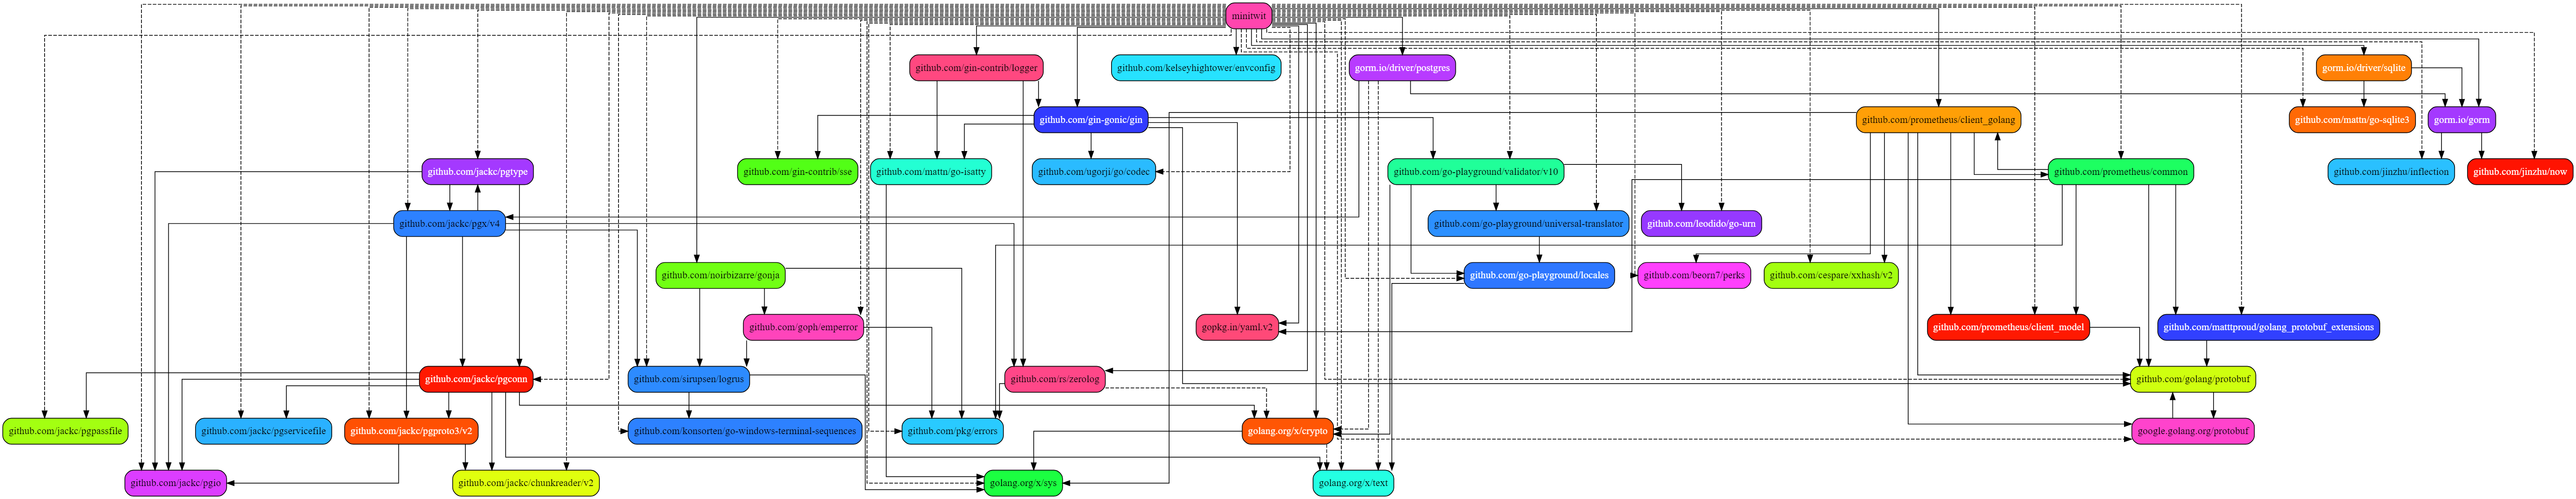 minitwit
github.com/gin-contrib/logger
github.com/kelseyhightower/envconfig
gorm.io/driver/postgres
gorm.io/driver/sqlite
github.com/gin-gonic/gin
github.com/prometheus/client_golang
github.com/mattn/go-sqlite3
gorm.io/gorm
github.com/jackc/pgtype
github.com/gin-contrib/sse
github.com/mattn/go-isatty
github.com/ugorji/go/codec
github.com/go-playground/validator/v10
github.com/prometheus/common
github.com/jinzhu/inflection
github.com/jinzhu/now
github.com/jackc/pgx/v4
github.com/go-playground/universal-translator
github.com/leodido/go-urn
github.com/noirbizarre/gonja
github.com/go-playground/locales
github.com/beorn7/perks
github.com/cespare/xxhash/v2
github.com/goph/emperror
gopkg.in/yaml.v2
github.com/prometheus/client_model
github.com/matttproud/golang_protobuf_extensions
github.com/jackc/pgconn
github.com/sirupsen/logrus
github.com/rs/zerolog
github.com/golang/protobuf
github.com/jackc/pgpassfile
github.com/jackc/pgservicefile
github.com/jackc/pgproto3/v2
github.com/konsorten/go-windows-terminal-sequences
github.com/pkg/errors
golang.org/x/crypto
google.golang.org/protobuf
github.com/jackc/pgio
github.com/jackc/chunkreader/v2
golang.org/x/sys
golang.org/x/text